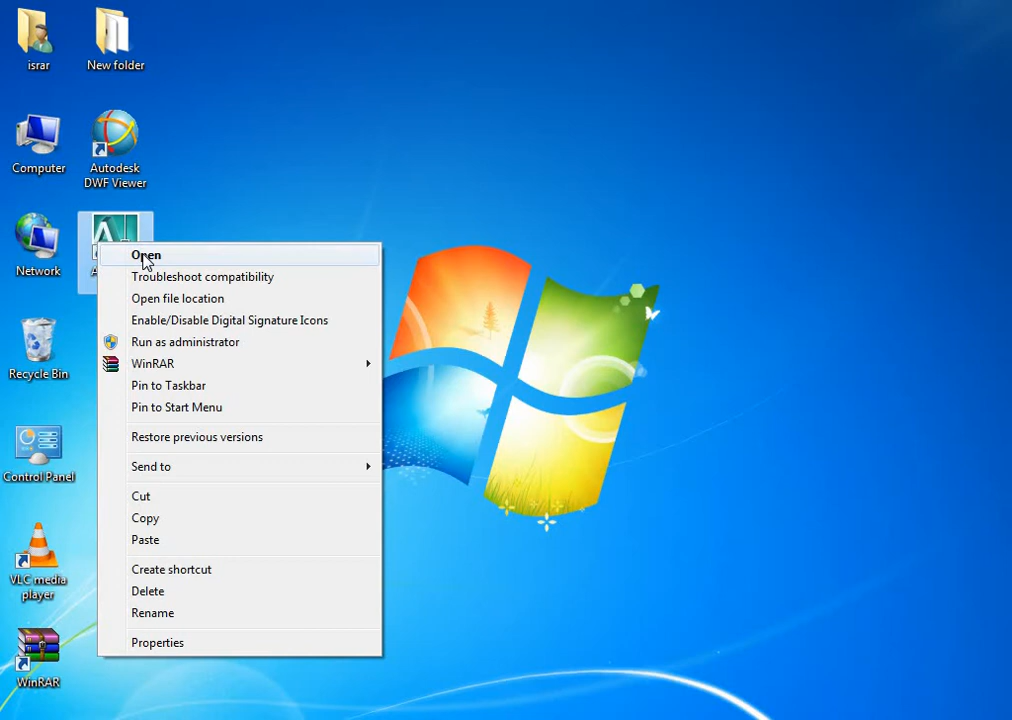 israr
New folder
Computer
Autodesk
DWF Viewer
Network
Recycle Bin
Control Panel
VLC media
player
WinRAR
Open
Troubleshoot compatibility
Open file location
Enable/Disable Digital Signature Icons
Run as administrator
WinRAR
Pin to Taskbar
Pin to Start Menu
Restore previous versions
Send to
Cut
Copy
Paste
Create shortcut
Delete
Rename
Properties